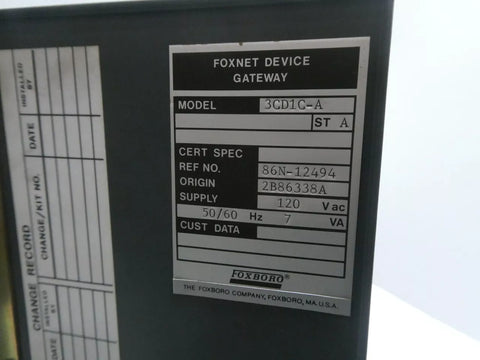 FOXNET DEVICE
GATEWAY
MODEL 3CD1C-A
ST A
CERT SPEC
REF NO. 86N-12494
ORIGIN 2B86338A
SUPPLY 120 Vac
50/60 Hz 7 VA
CUST DATA
FOXBORO®
THE FOXBORO COMPANY, FOXBORO, MA. U.S.A.
CHANGE RECORD
CHANGE/KIT NO.
DATE
INSTALLED
BY
INSTALLED
BY
DATE